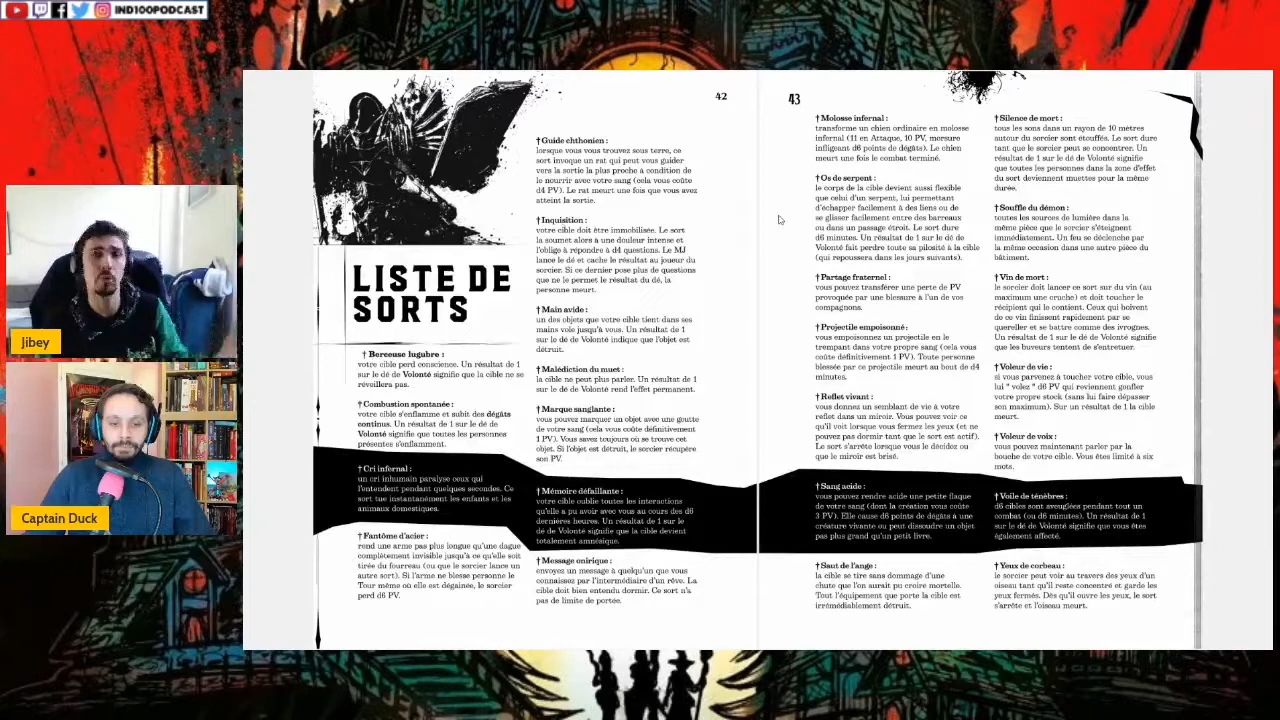 IND100PODCAST
Jibey
Captain Duck
42
LISTE DE
SORTS
† Berceuse lugubre :
votre cible perd conscience. Un résultat de 1
sur le dé de Volonté signifie que la cible ne se
réveillera pas.
† Combustion spontanée :
votre cible s'enflamme et subit des dégâts
continus. Un résultat de 1 sur le dé de
Volonté signifie que toutes les personnes
présentes s'enflamment.
† Cri infernal :
un cri inhumain paralyse ceux qui
l'entendent pendant quelques secondes. Ce
sort tue instantanément les enfants et les
animaux domestiques.
† Fantôme d'acier :
rend une arme pas plus longue qu'une dague
complètement invisible jusqu'à ce qu'elle soit
tirée du fourreau (ou que le sorcier lance un
autre sort). Si l'arme ne blesse personne le
Tour même où elle est dégainée, le sorcier
perd d6 PV.
† Guide chthonien :
lorsque vous vous trouvez sous terre, ce
sort invoque un rat qui peut vous guider
vers la sortie la plus proche à condition de
le nourrir avec votre sang (cela vous coûte
d4 PV). Le rat meurt une fois que vous avez
atteint la sortie.
† Inquisition :
votre cible doit être immobilisée. Le sort
la soumet alors à une douleur intense et
l'oblige à répondre à d4 questions. Le MJ
lance le dé et cache le résultat au joueur du
sorcier. Si ce dernier pose plus de questions
que ne le permet le résultat du dé, la
personne meurt.
† Main avide :
un des objets que votre cible tient dans ses
mains vole jusqu'à vous. Un résultat de 1
sur le dé de Volonté indique que l'objet est
détruit.
† Malédiction du muet :
la cible ne peut plus parler. Un résultat de 1
sur le dé de Volonté rend l'effet permanent.
† Marque sanglante :
vous pouvez marquer un objet avec une goutte
de votre sang (cela vous coûte définitivement
1 PV). Vous savez toujours où se trouve cet
objet. Si l'objet est détruit, le sorcier récupère
son PV.
† Mémoire défaillante :
votre cible oublie toutes les interactions
qu'elle a pu avoir avec vous au cours des d6
dernières heures. Un résultat de 1 sur le
dé de Volonté signifie que la cible devient
totalement amnésique.
† Message onirique :
envoyez un message à quelqu'un que vous
connaissez par l'intermédiaire d'un rêve. La
cible doit bien entendu dormir. Ce sort n'a
pas de limite de portée.
43
† Molosse infernal :
transforme un chien ordinaire en molosse
infernal (11 en Attaque, 10 PV, morsure
infligeant d6 points de dégâts). Le chien
meurt une fois le combat terminé.
† Os de serpent :
le corps de la cible devient aussi flexible
que celui d'un serpent, lui permettant
d'échapper facilement à des liens ou de
se glisser facilement entre des barreaux
ou dans un passage étroit. Le sort dure
d6 minutes. Un résultat de 1 sur le dé de
Volonté fait perdre toute sa pilosité à la cible
(qui repoussera dans les jours suivants).
† Partage fraternel :
vous pouvez transférer une perte de PV
provoquée par une blessure à l'un de vos
compagnons.
† Projectile empoisonné :
vous empoisonnez un projectile en le
trempant dans votre propre sang (cela vous
coûte définitivement 1 PV). Toute personne
blessée par ce projectile meurt au bout de d4
minutes.
† Reflet vivant :
vous donnez un semblant de vie à votre
reflet dans un miroir. Vous pouvez voir ce
qu'il voit lorsque vous fermez les yeux (et ne
pouvez pas dormir tant que le sort est actif).
Le sort s'arrête lorsque vous le décidez ou
que le miroir est brisé.
† Sang acide :
vous pouvez rendre acide une petite flaque
de votre sang (dont la création vous coûte
3 PV). Elle cause d6 points de dégâts à une
créature vivante ou peut dissoudre un objet
pas plus grand qu'un petit livre.
† Saut de l'ange :
la cible se tire sans dommage d'une
chute que l'on aurait pu croire mortelle.
Tout l'équipement que porte la cible est
irrémédiablement détruit.
† Silence de mort :
tous les sons dans un rayon de 10 mètres
autour du sorcier sont étouffés. Le sort dure
tant que le sorcier peut se concentrer. Un
résultat de 1 sur le dé de Volonté signifie
que toutes les personnes dans la zone d'effet
du sort deviennent muettes pour la même
durée.
† Souffle du démon :
toutes les sources de lumière dans la
même pièce que le sorcier s'éteignent
immédiatement. Un feu se déclenche par
la même occasion dans une autre pièce du
bâtiment.
† Vin de mort :
le sorcier doit lancer ce sort sur du vin (au
maximum une cruche) et doit toucher le
récipient qui le contient. Ceux qui boivent
de ce vin finissent rapidement par se
quereller et se battre comme des ivrognes.
Un résultat de 1 sur le dé de Volonté signifie
que les buveurs tentent de s'entretuer.
† Voleur de vie :
si vous parvenez à toucher votre cible, vous
lui " volez " d6 PV qui reviennent gonfler
votre propre stock (sans lui faire dépasser
son maximum). Sur un résultat de 1 la cible
meurt.
† Voleur de voix :
vous pouvez maintenant parler par la
bouche de votre cible. Vous êtes limité à six
mots.
† Voile de ténèbres :
d6 cibles sont aveuglées pendant tout un
combat (ou d6 minutes). Un résultat de 1
sur le dé de Volonté signifie que vous êtes
également affecté.
† Yeux de corbeau :
le sorcier peut voir au travers des yeux d'un
oiseau tant qu'il reste concentré et garde les
yeux fermés. Dès qu'il ouvre les yeux, le sort
s'arrête et l'oiseau meurt.